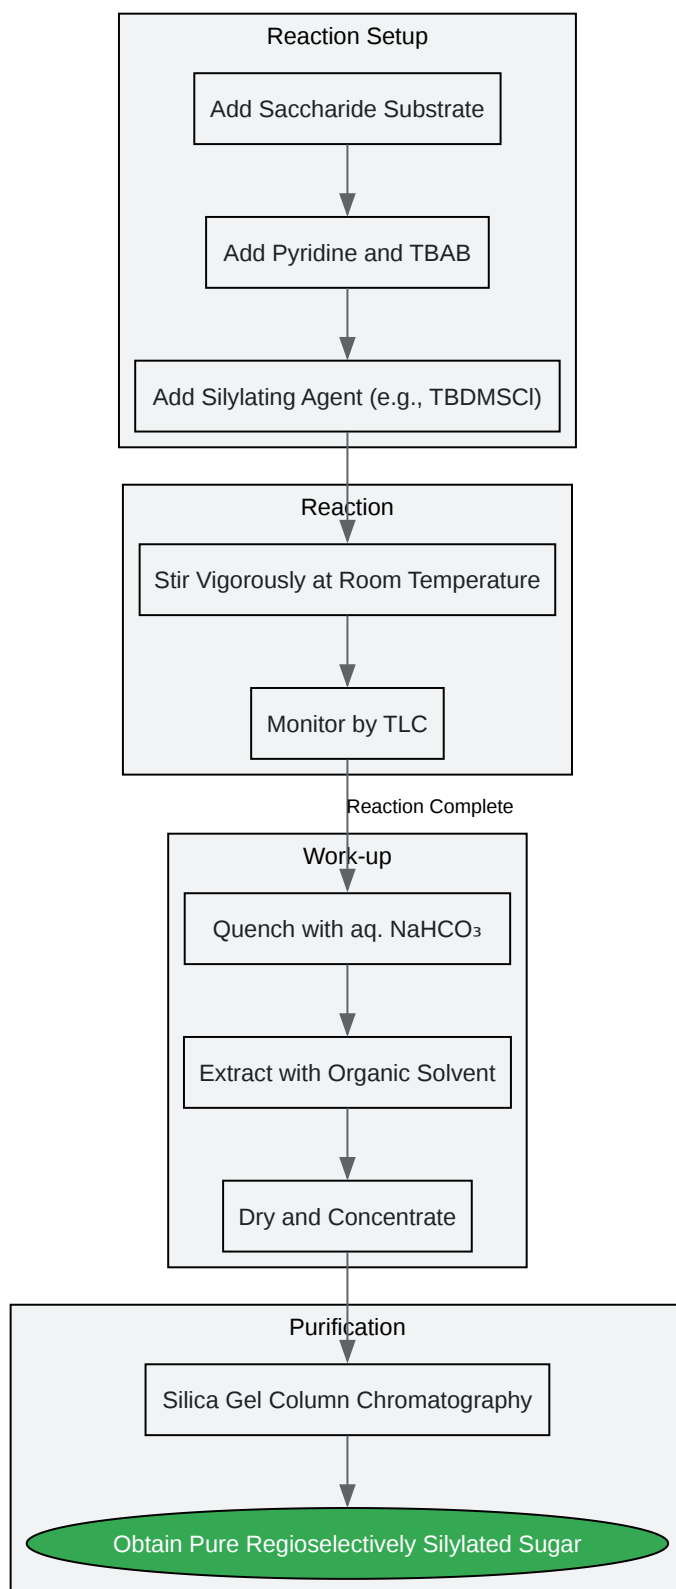 Reaction Setup
Add Saccharide Substrate
Add Pyridine and TBAB
Add Silylating Agent (e.g., TBDMSCl)
Reaction
Stir Vigorously at Room Temperature
Monitor by TLC
Reaction Complete
Work-up
Quench with aq. NaHCO₃
Extract with Organic Solvent
Dry and Concentrate
Purification
Silica Gel Column Chromatography
Obtain Pure Regioselectively Silylated Sugar